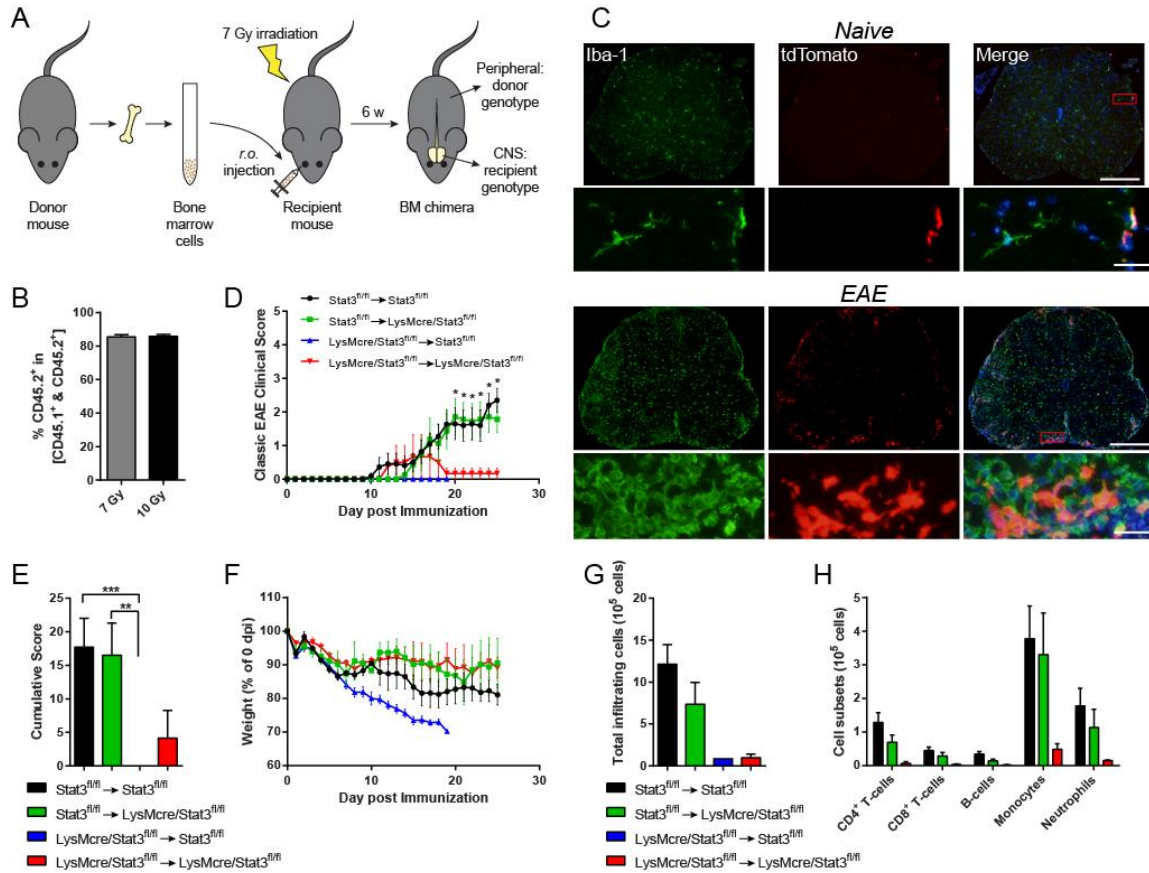 A
7 Gy irradiation
6 w
r.o.
injection
Peripheral:
donor
genotype
CNS:
recipient
genotype
Donor
mouse
Bone
marrow
cells
Recipient
mouse
BM chimera
B
% CD45.2⁺ in
[CD45.1⁺ & CD45.2⁺]
100
80
60
40
20
0
7 Gy
10 Gy
C
Naive
Iba-1
tdTomato
Merge
EAE
D
Stat3fl/fl → Stat3fl/fl
Stat3fl/fl → LysMcre/Stat3fl/fl
LysMcre/Stat3fl/fl → Stat3fl/fl
LysMcre/Stat3fl/fl → LysMcre/Stat3fl/fl
Classic EAE Clinical Score
5
4
3
2
1
0
* * * * * *
0 10 20 30
Day post Immunization
E
Cumulative Score
25
20
15
10
5
0
***
**
Stat3fl/fl → Stat3fl/fl
Stat3fl/fl → LysMcre/Stat3fl/fl
LysMcre/Stat3fl/fl → Stat3fl/fl
LysMcre/Stat3fl/fl → LysMcre/Stat3fl/fl
F
Weight (% of 0 dpi)
110
100
90
80
70
60
0 10 20 30
Day post Immunization
G
Total infiltrating cells (10⁵ cells)
20
15
10
5
0
Stat3fl/fl → Stat3fl/fl
Stat3fl/fl → LysMcre/Stat3fl/fl
LysMcre/Stat3fl/fl → Stat3fl/fl
LysMcre/Stat3fl/fl → LysMcre/Stat3fl/fl
H
Cell subsets (10⁵ cells)
5
4
3
2
1
0
CD4⁺ T-cells
CD8⁺ T-cells
B-cells
Monocytes
Neutrophils